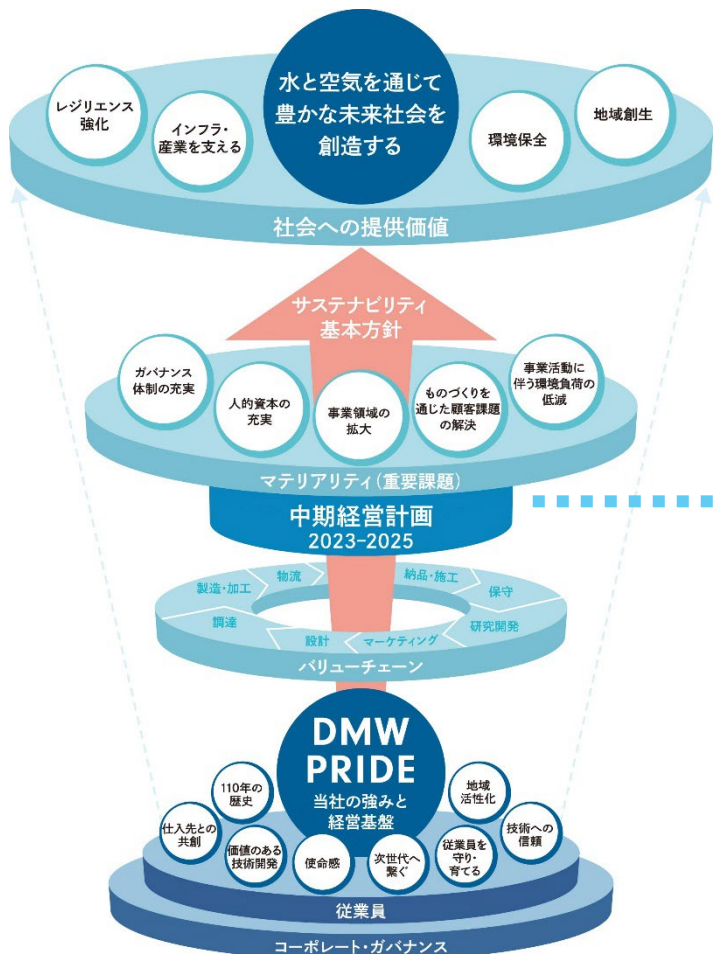 水と空気を通じて
豊かな未来社会を
創造する
レジリエンス
強化
インフラ・
産業を支える
環境保全
地域創生
社会への提供価値
サステナビリティ
基本方針
ガバナンス
体制の充実
人的資本の
充実
事業領域の
拡大
ものづくりを
通じた顧客課題
の解決
事業活動に
伴う環境負荷の
低減
マテリアリティ(重要課題)
中期経営計画
2023-2025
物流
納品・施工
製造・加工
保守
調達
研究開発
設計
マーケティング
バリューチェーン
DMW
PRIDE
当社の強みと
経営基盤
110年の
歴史
地域
活性化
仕入先との
共創
技術への
信頼
価値のある
技術開発
使命感
次世代へ
繋ぐ
従業員を
守り・
育てる
従業員
コーポレート・ガバナンス